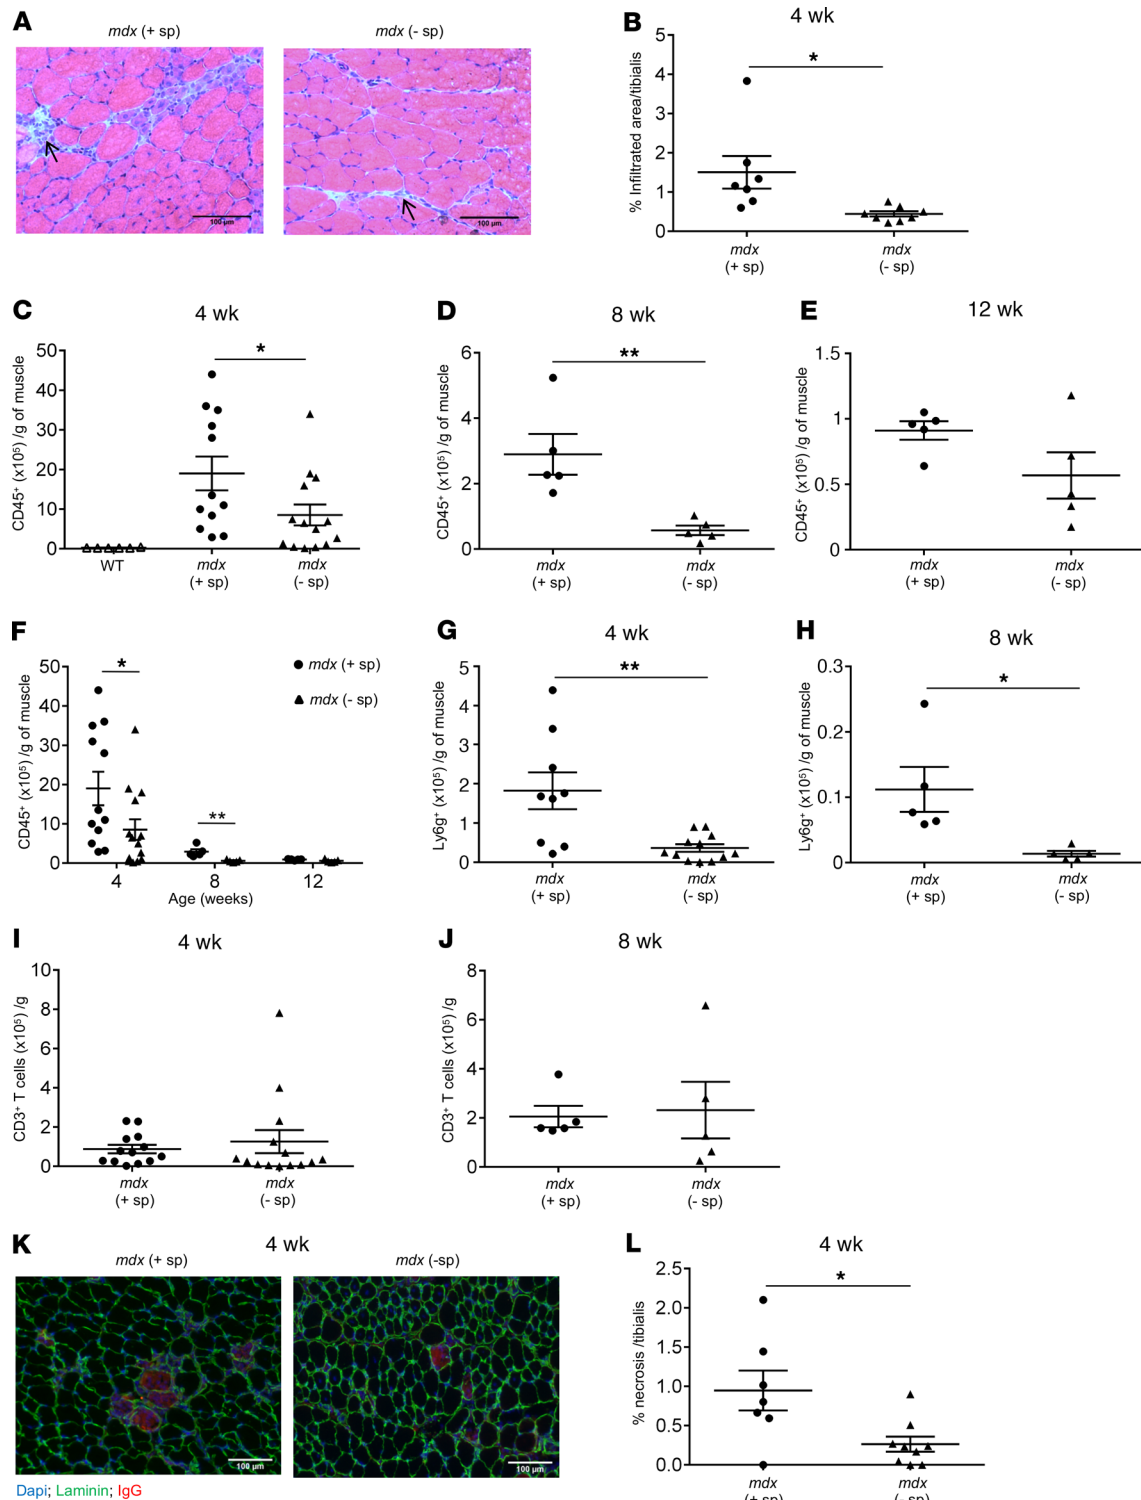 A
mdx (+ sp)
mdx (- sp)
100 µm
100 µm
B
4 wk
% Infiltrated area/tibialis
5
4
3
2
1
0
*
mdx
(+ sp)
mdx
(- sp)
C
4 wk
CD45⁺ (x10⁵) /g of muscle
50
40
30
20
10
0
*
WT
mdx
(+ sp)
mdx
(- sp)
D
8 wk
CD45⁺ (x10⁵) /g of muscle
6
4
2
0
**
mdx
(+ sp)
mdx
(- sp)
E
12 wk
CD45⁺ (x10⁵) /g of muscle
1.5
1
0.5
0
mdx
(+ sp)
mdx
(- sp)
F
CD45⁺ (x10⁵) /g of muscle
50
40
30
20
10
0
*
**
mdx (+ sp)
mdx (- sp)
4
8
12
Age (weeks)
G
4 wk
Ly6g⁺ (x10⁵) /g of muscle
5
4
3
2
1
0
**
mdx
(+ sp)
mdx
(- sp)
H
8 wk
Ly6g⁺ (x10⁵) /g of muscle
0.3
0.2
0.1
0
*
mdx
(+ sp)
mdx
(- sp)
I
4 wk
CD3⁺ T cells (x10⁵) /g
10
8
6
4
2
0
mdx
(+ sp)
mdx
(- sp)
J
8 wk
CD3⁺ T cells (x10⁵) /g
8
6
4
2
0
mdx
(+ sp)
mdx
(- sp)
K
4 wk
mdx (+ sp)
mdx (-sp)
100 µm
100 µm
Dapi; Laminin; IgG
L
4 wk
% necrosis /tibialis
2.5
2.0
1.5
1.0
0.5
0.0
*
mdx
(+ sp)
mdx
(- sp)